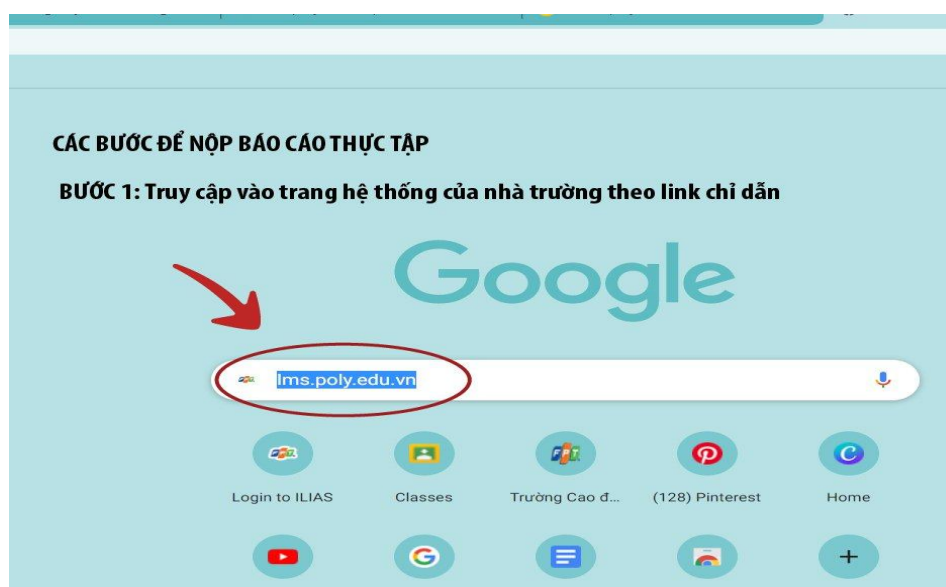 CÁC BƯỚC ĐỂ NỘP BÁO CÁO THỰC TẬP
BƯỚC 1: Truy cập vào trang hệ thống của nhà trường theo link chỉ dẫn
Google
lms.poly.edu.vn
Login to ILIAS
Classes
Trường Cao đ...
(128) Pinterest
Home